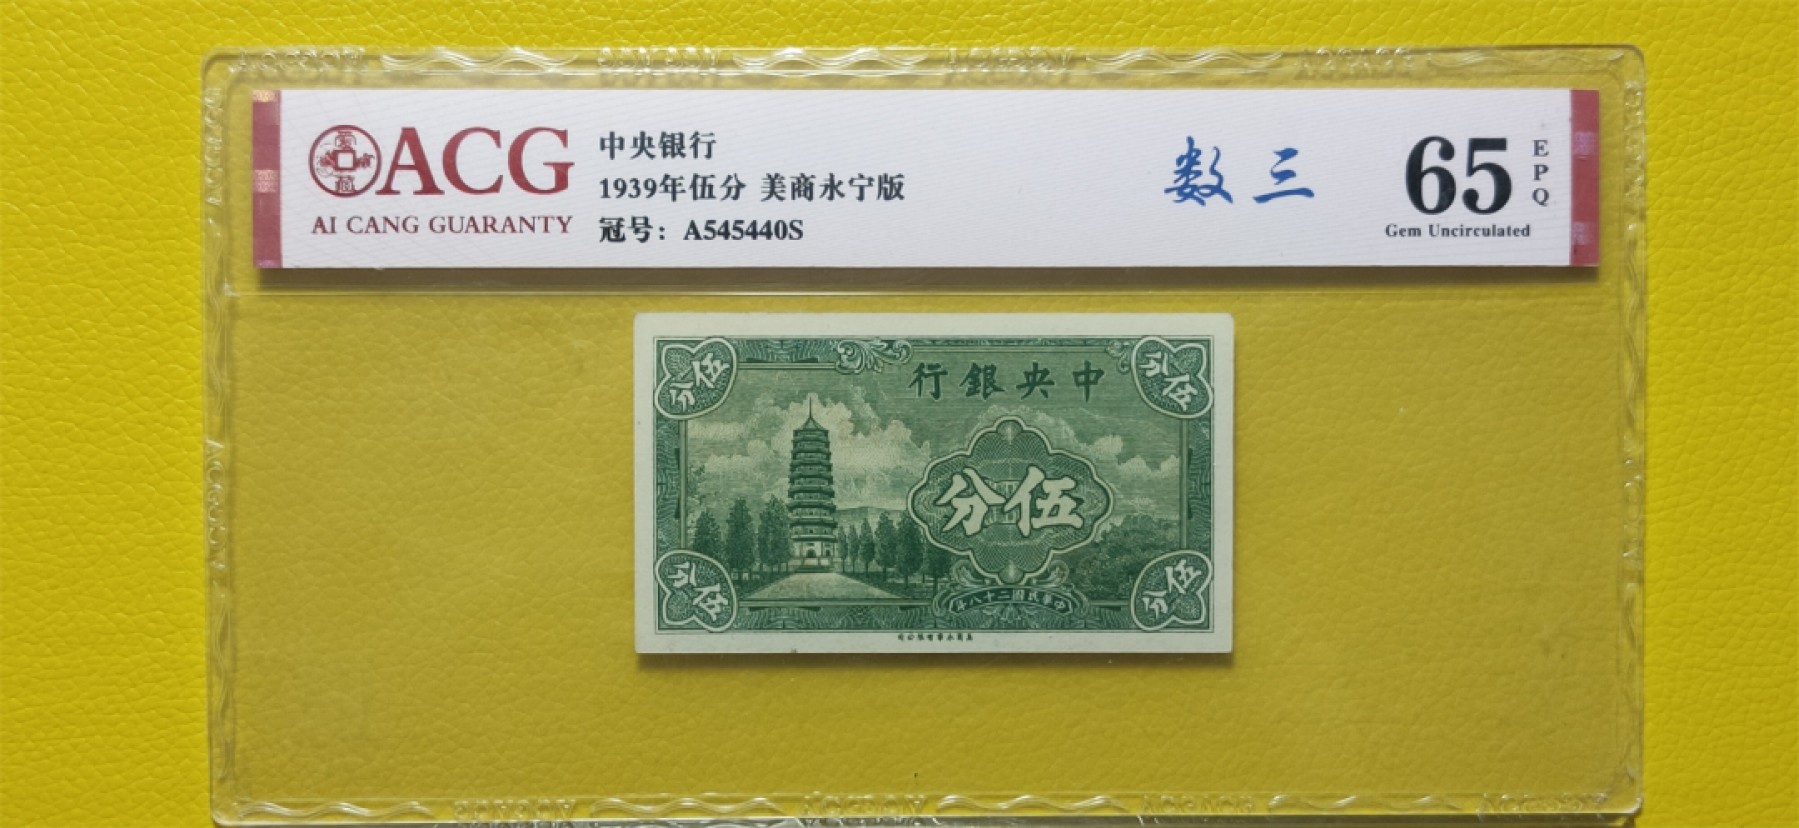 ACG
AI CANG GUARANTY
中央银行
1939年伍分 美商永宁版
冠号：A545440S
数三
65
EPQ
Gem Uncirculated
行銀央中
分伍
分伍
分伍
分伍
分伍
年八十二國民華中